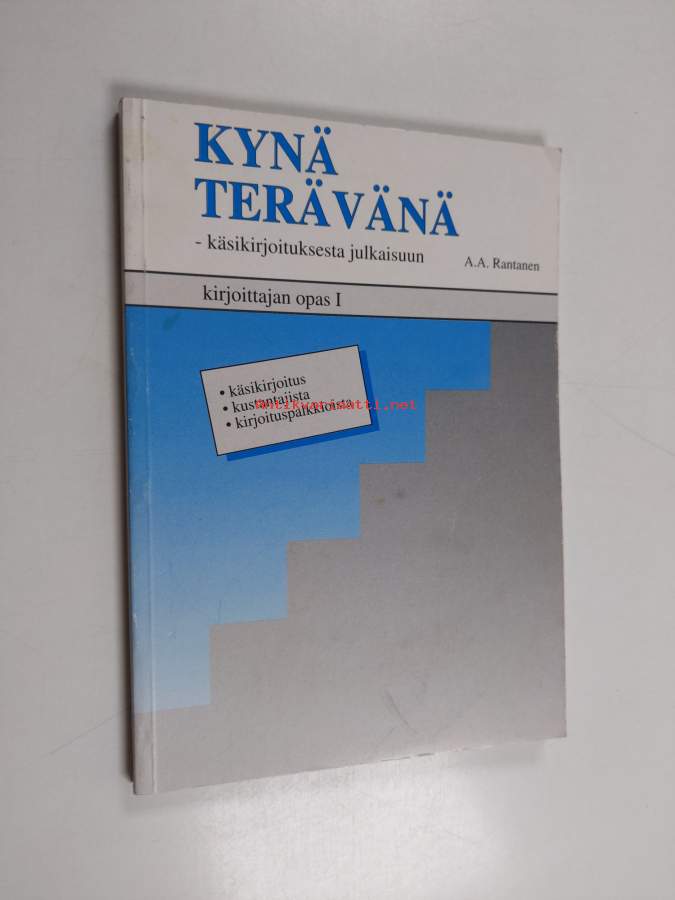 KYNÄ
TERÄVÄNÄ
- käsikirjoituksesta julkaisuun
A.A. Rantanen
kirjoittajan opas I
• käsikirjoitus
• kustantajista
• kirjoituspalkkioista
Antikvariaatti.net